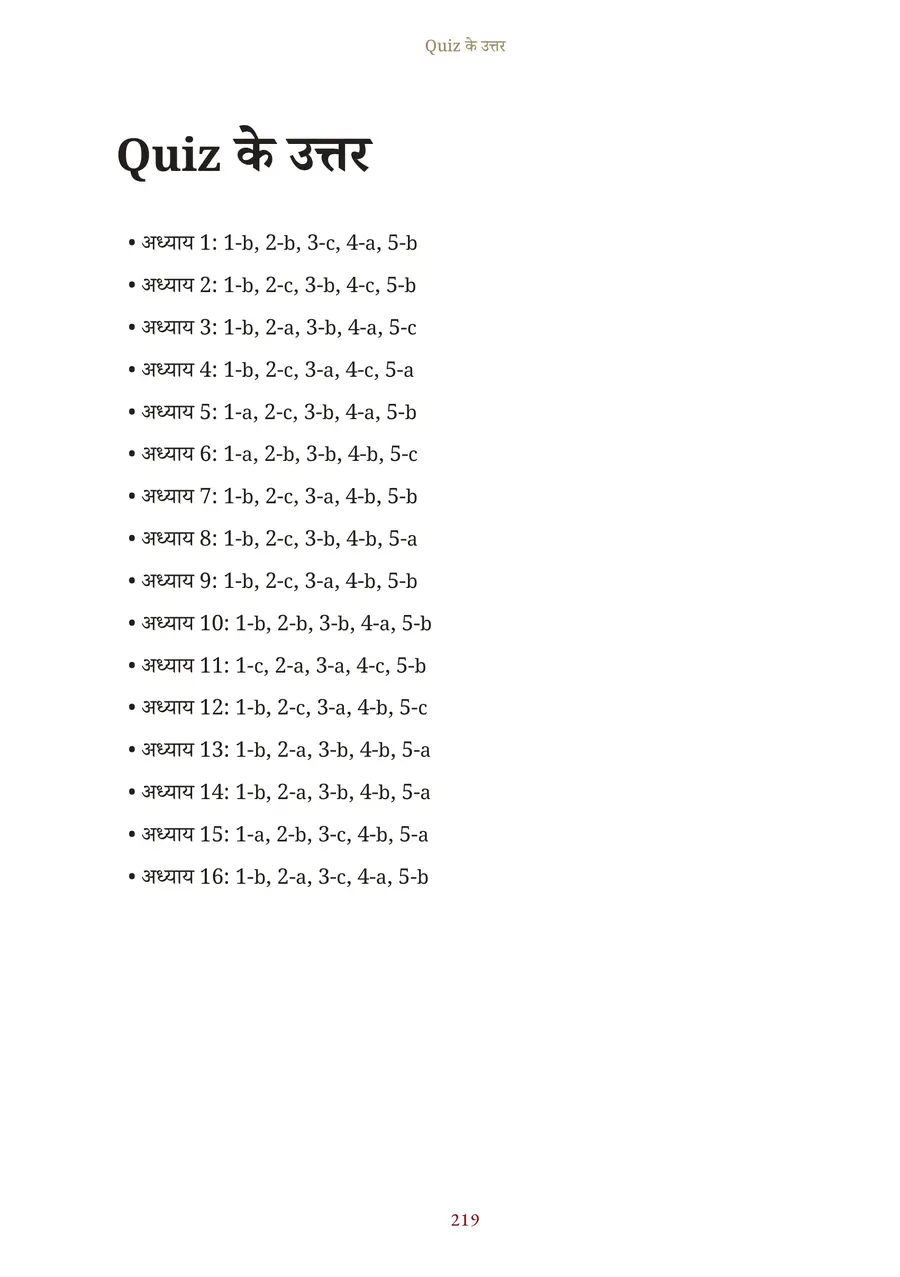 Quiz के उत्तर
Quiz के उत्तर
• अध्याय 1: 1-b, 2-b, 3-c, 4-a, 5-b
• अध्याय 2: 1-b, 2-c, 3-b, 4-c, 5-b
• अध्याय 3: 1-b, 2-a, 3-b, 4-a, 5-c
• अध्याय 4: 1-b, 2-c, 3-a, 4-c, 5-a
• अध्याय 5: 1-a, 2-c, 3-b, 4-a, 5-b
• अध्याय 6: 1-a, 2-b, 3-b, 4-b, 5-c
• अध्याय 7: 1-b, 2-c, 3-a, 4-b, 5-b
• अध्याय 8: 1-b, 2-c, 3-b, 4-b, 5-a
• अध्याय 9: 1-b, 2-c, 3-a, 4-b, 5-b
• अध्याय 10: 1-b, 2-b, 3-b, 4-a, 5-b
• अध्याय 11: 1-c, 2-a, 3-a, 4-c, 5-b
• अध्याय 12: 1-b, 2-c, 3-a, 4-b, 5-c
• अध्याय 13: 1-b, 2-a, 3-b, 4-b, 5-a
• अध्याय 14: 1-b, 2-a, 3-b, 4-b, 5-a
• अध्याय 15: 1-a, 2-b, 3-c, 4-b, 5-a
• अध्याय 16: 1-b, 2-a, 3-c, 4-a, 5-b
219